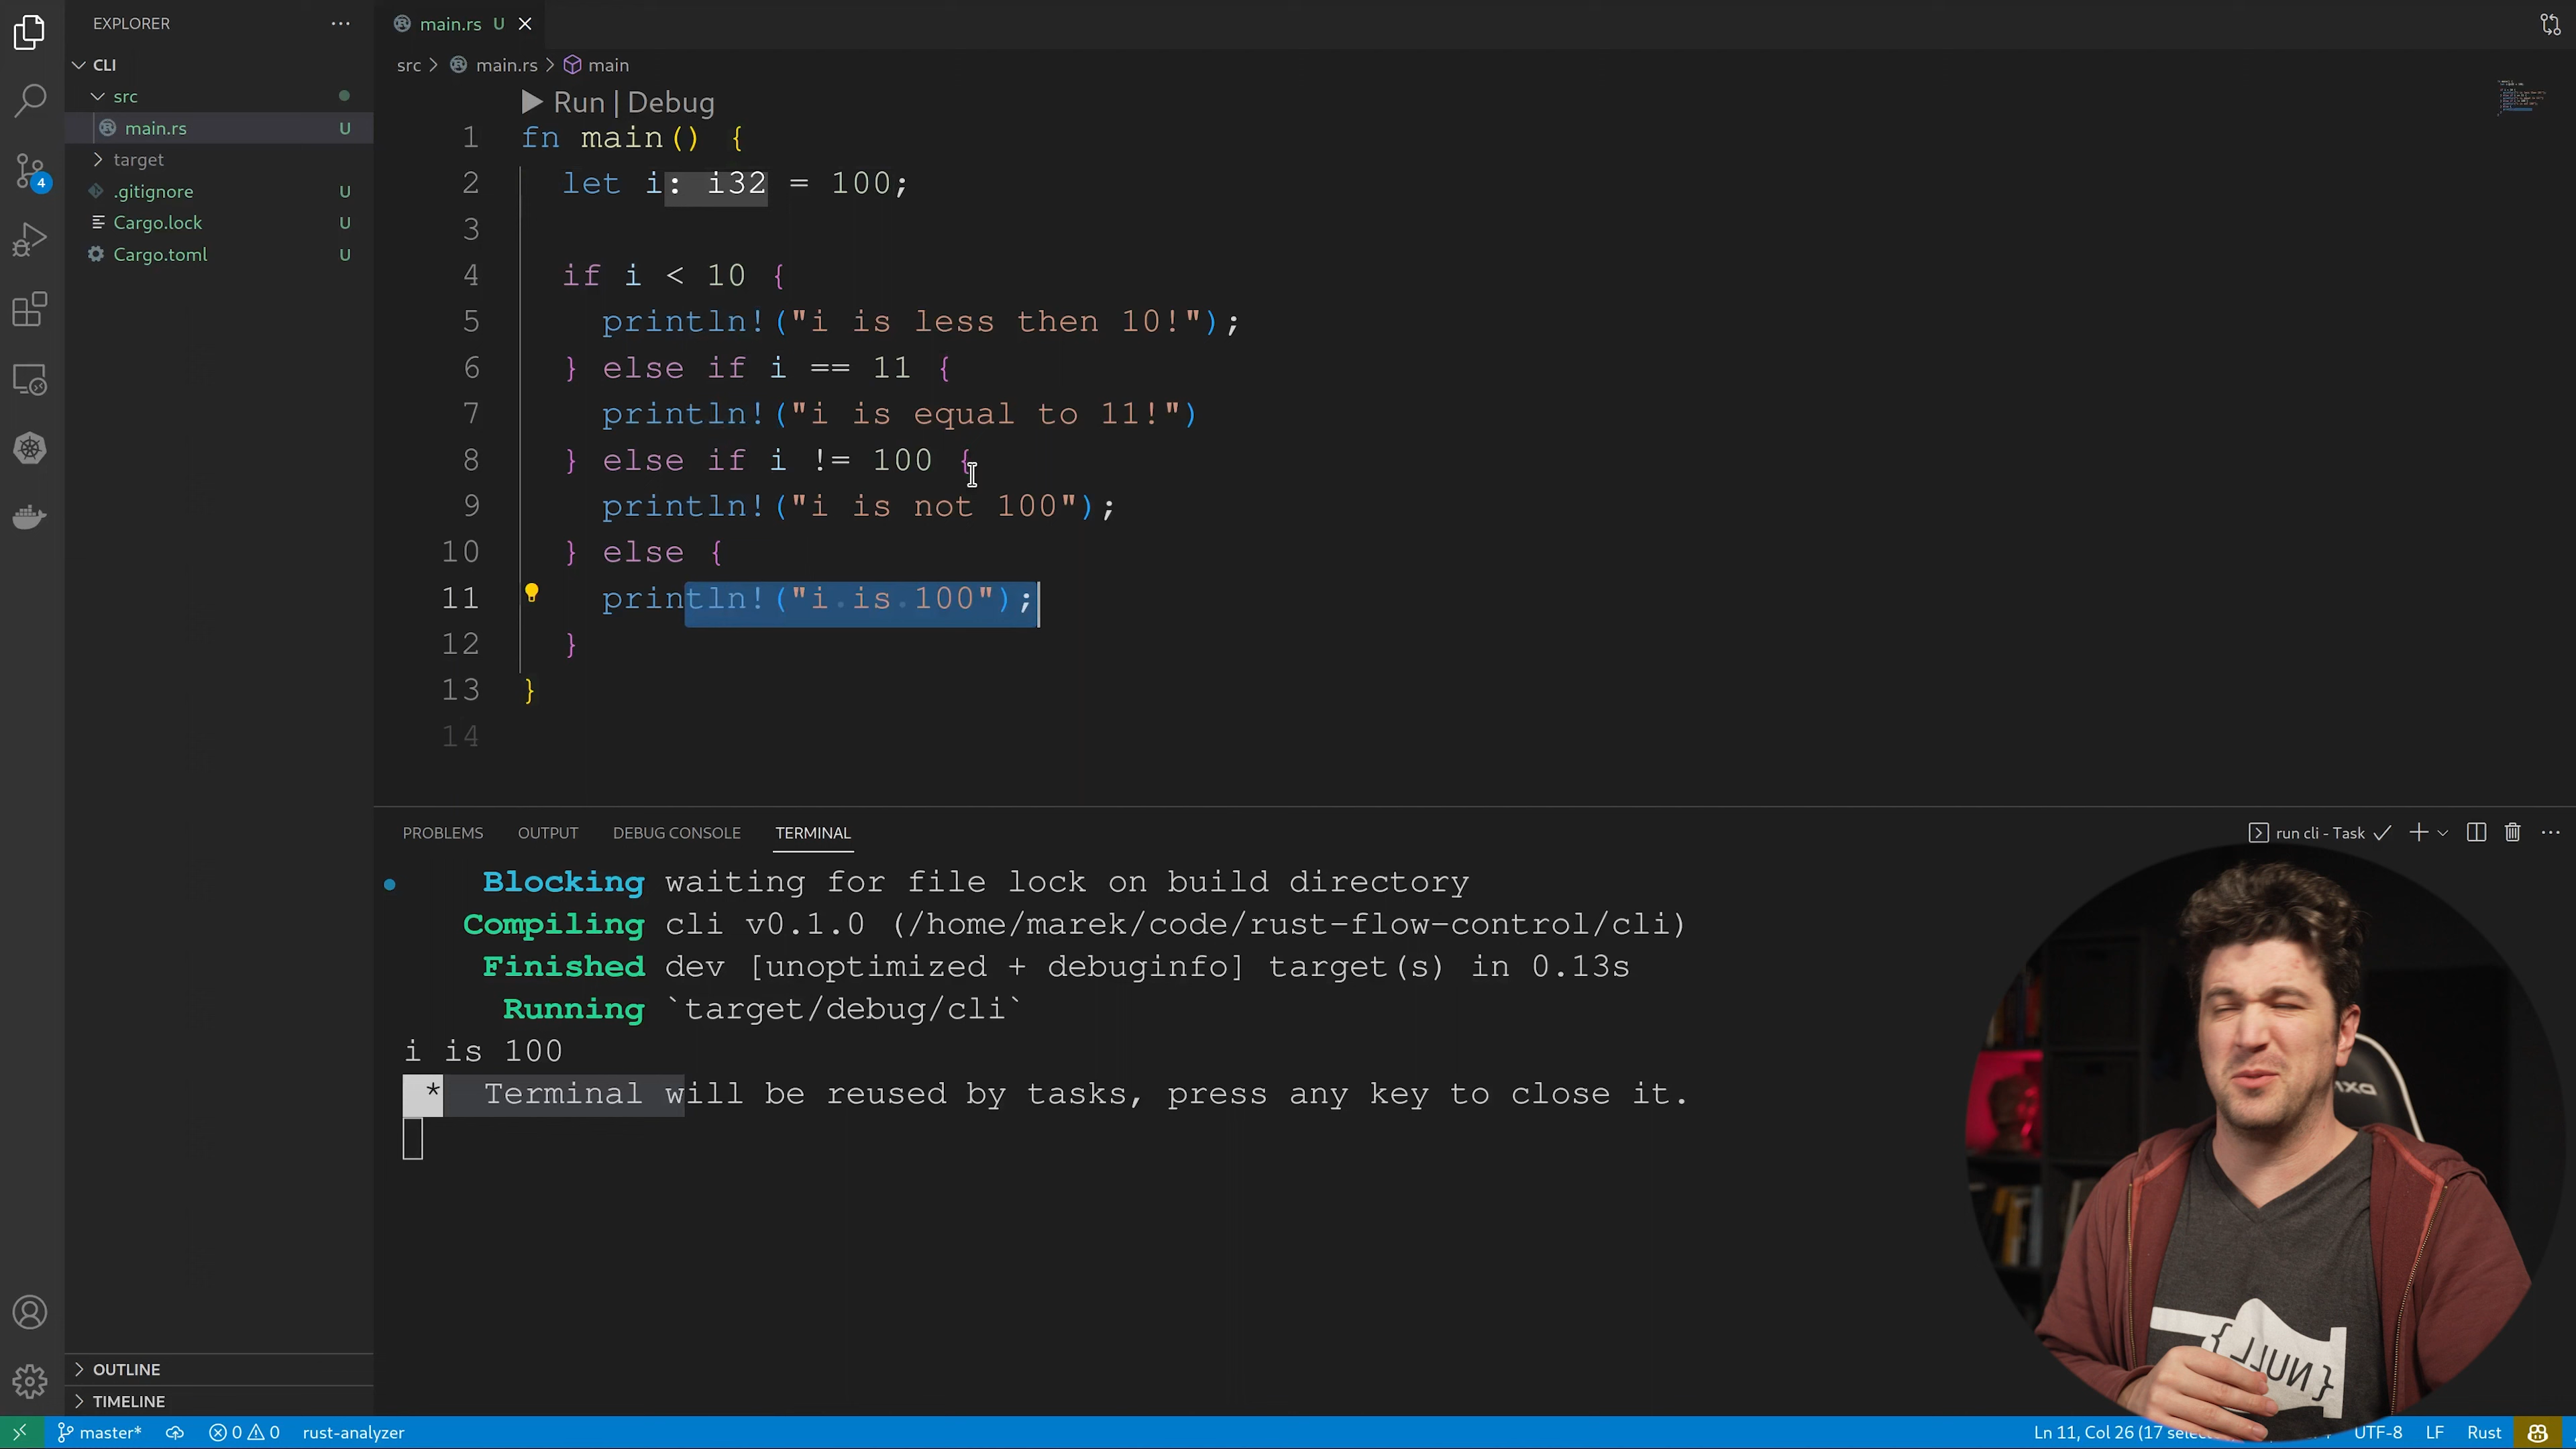 EXPLORER
CLI
src
main.rs U
target
.gitignore U
Cargo.lock U
Cargo.toml U
OUTLINE
TIMELINE
4
main.rs U
src > main.rs > main
Run | Debug
1 fn main() {
2 let i: i32 = 100;
3
4 if i < 10 {
5 println!("i is less then 10!");
6 } else if i == 11 {
7 println!("i is equal to 11!")
8 } else if i != 100 {
9 println!("i is not 100");
10 } else {
11 println!("i is 100");
12 }
13 }
14
PROBLEMS OUTPUT DEBUG CONSOLE TERMINAL
run cli - Task
Blocking waiting for file lock on build directory
Compiling cli v0.1.0 (/home/marek/code/rust-flow-control/cli)
Finished dev [unoptimized + debuginfo] target(s) in 0.13s
Running `target/debug/cli`
i is 100
* Terminal will be reused by tasks, press any key to close it.
{NULL}
master* 0 0 rust-analyzer
Ln 11, Col 26 (17 UTF-8 LF Rust